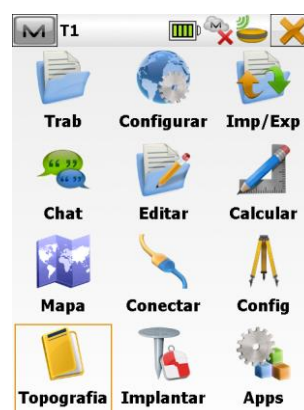 M T1
Trab Configurar Imp/Exp
Chat Editar Calcular
Mapa Conectar Config
Topografia Implantar Apps